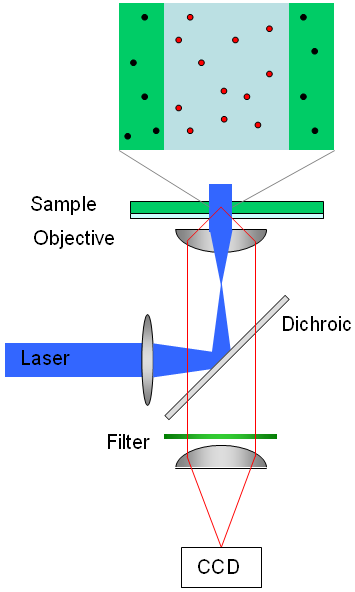 Sample
Objective
Dichroic
Laser
Filter
CCD